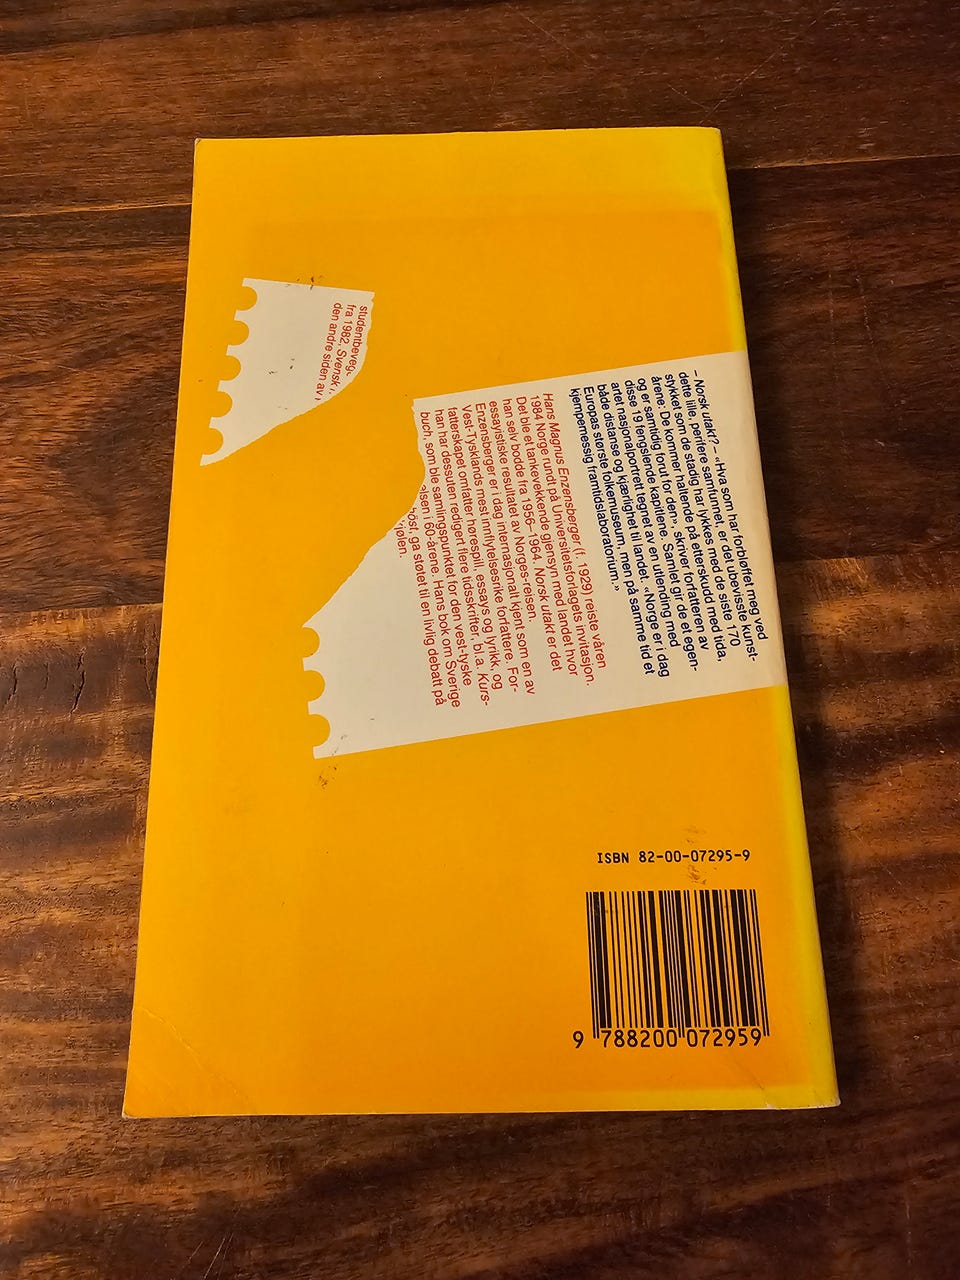 – Norsk utakt? – «Hva som har forbløffet meg ved
dette lille, perifere samfunnet, er det ubevisste kunst-
stykket som de stadig har lykkes med de siste 170
årene: De kommer haltende på etterskudd med tida,
og er samtidig forut for den», skriver forfatteren av
disse 19 tengslende kapitlene. Samlet gir de et egen-
artet nasjonalportrett tegnet av en utlending med
både distanse og kjærlighet til landet. «Norge er i dag
Europas største folkemuseum, men på samme tid et
kjempemessig framtidslaboratorium.»
Hans Magnus Enzensberger (f. 1929) reiste våren
1984 Norge rundt på Universitetsforlagets invitasjon.
Det ble et tankevekkende gjensyn med landet hvor
han selv bodde fra 1956–1964. Norsk utakt er det
essayistiske resultatet av Norges-reisen.
Enzensberger er i dag internasjonalt kjent som en av
Vest-Tysklands mest innflytelsesrike forfattere. For-
fatterskapet omfatter hørespill, essays og lyrikk, og
han har dessuten redigert flere tidsskrifter, bl.a. Kurs-
buch, som ble samlingspunktet for den vest-tyske
studentbeveg
elsen i 60-årene. Hans bok om Sverige
fra 1982, Svensk
høst, ga støtet til en livlig debatt på
den andre siden av
kjølen.
ISBN 82-00-07295-9
9 788200 072959